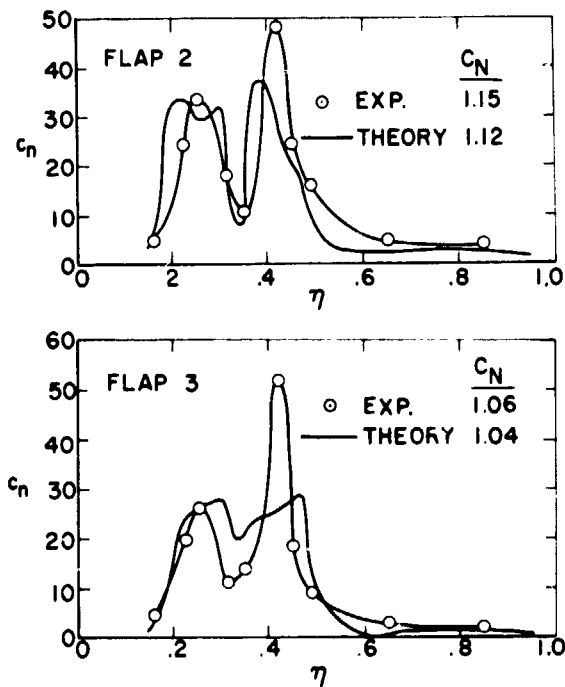 50
FLAP 2
C_N
40
⊙ EXP. 1.15
— THEORY 1.12
30
c_n
20
10
0
0 .2 .4 .6 .8 1.0
η
60
FLAP 3
C_N
50
⊙ EXP. 1.06
— THEORY 1.04
40
30
c_n
20
10
0
0 .2 .4 .6 .8 1.0
η